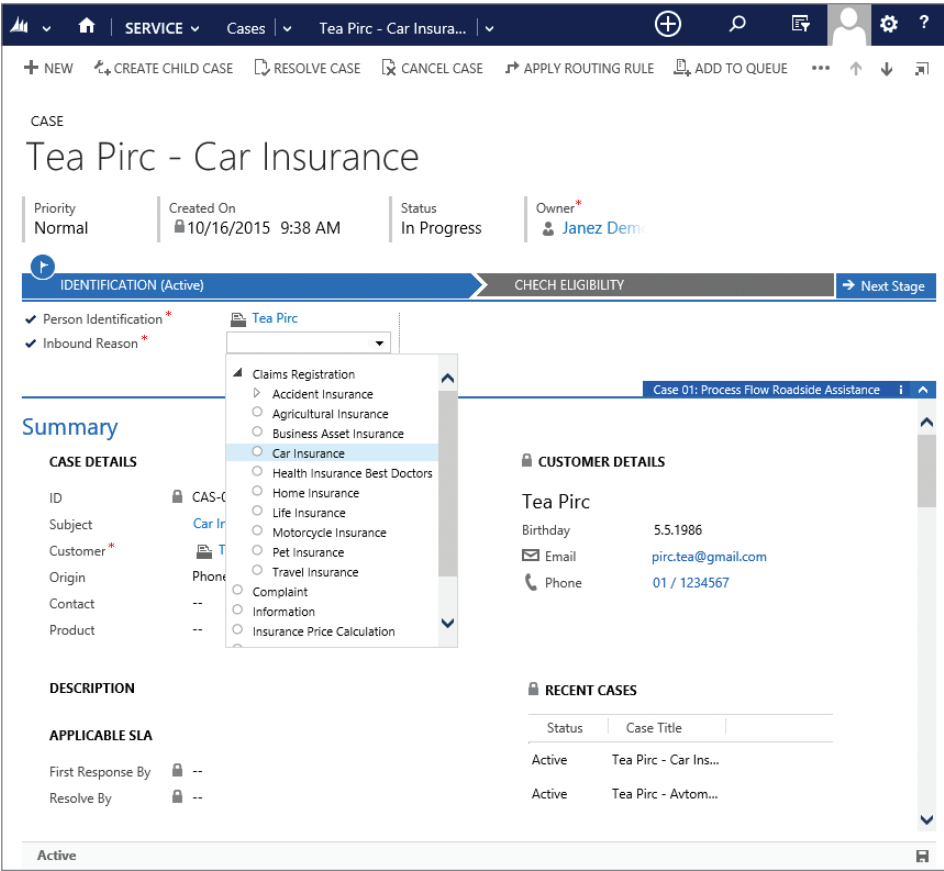 SERVICE Cases Tea Pirc - Car Insura... ?
NEW CREATE CHILD CASE RESOLVE CASE CANCEL CASE APPLY ROUTING RULE ADD TO QUEUE •••
CASE
Tea Pirc - Car Insurance
Priority Created On Status Owner*
Normal 10/16/2015 9:38 AM In Progress Janez Dem
IDENTIFICATION (Active) CHECH ELIGIBILITY → Next Stage
Person Identification * Tea Pirc
Inbound Reason *
Claims Registration
Accident Insurance
Agricultural Insurance
Business Asset Insurance
Car Insurance
Health Insurance Best Doctors
Home Insurance
Life Insurance
Motorcycle Insurance
Pet Insurance
Travel Insurance
Complaint
Information
Insurance Price Calculation
Case 01: Process Flow Roadside Assistance i
Summary
CASE DETAILS
ID CAS-0
Subject Car In
Customer * T
Origin Phone
Contact --
Product --
CUSTOMER DETAILS
Tea Pirc
Birthday 5.5.1986
Email pirc.tea@gmail.com
Phone 01 / 1234567
DESCRIPTION
APPLICABLE SLA
First Response By --
Resolve By --
RECENT CASES
Status Case Title
Active Tea Pirc - Car Ins...
Active Tea Pirc - Avtom...
Active